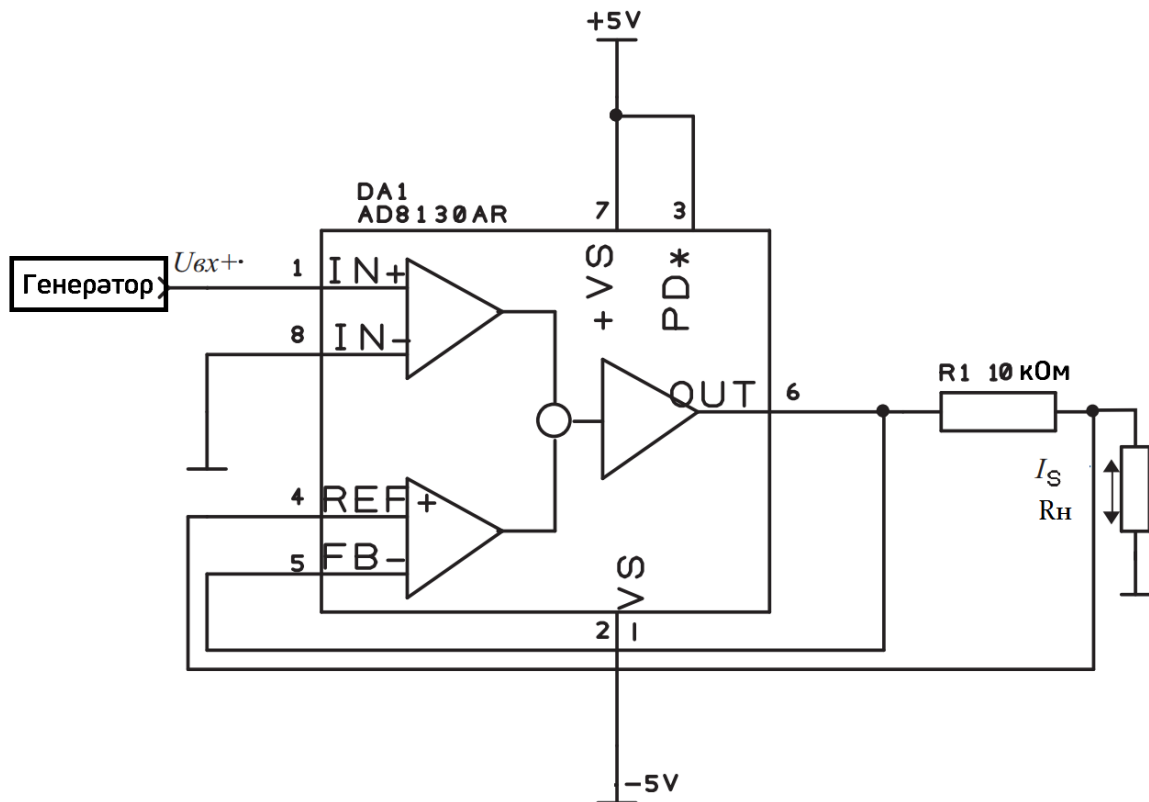 +5V
DA1
AD8130AR
7
3
Генератор
Uвх+.
1
IN+
8
IN-
+VS
PD*
OUT
6
R1 10 кОм
4
REF+
5
FB-
IS
Rн
VS
2
1
-5V